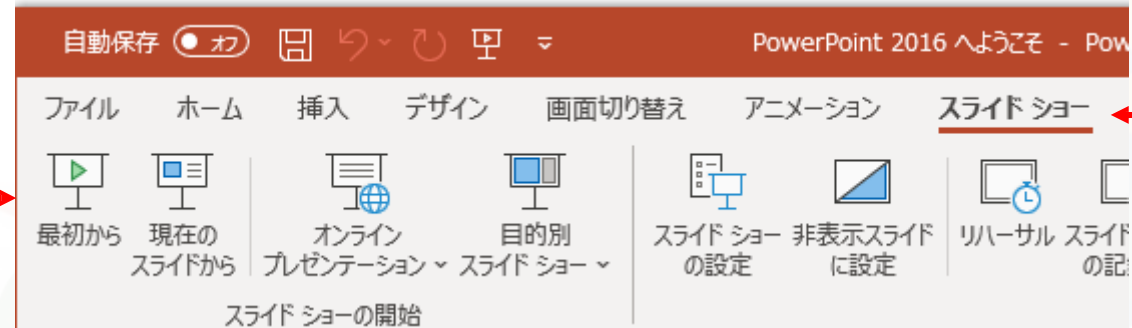 自動保存 オフ PowerPoint 2016 へようこそ - Pow
ファイル ホーム 挿入 デザイン 画面切り替え アニメーション スライド ショー
最初から 現在の オンライン 目的別 スライド ショー 非表示スライド リハーサル スライド
スライドから プレゼンテーション スライド ショー の設定 に設定 の記
スライド ショーの開始